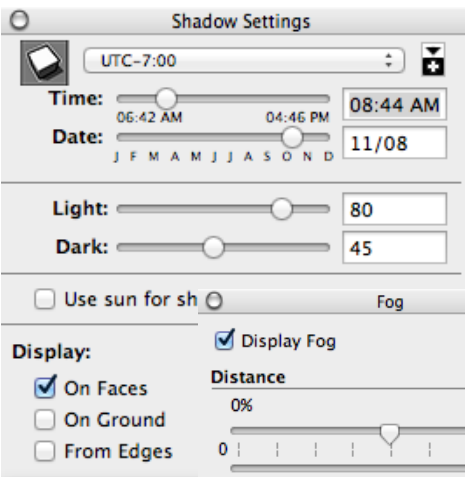 Shadow Settings
UTC-7:00
Time: 08:44 AM
06:42 AM 04:46 PM
Date: 11/08
J F M A M J J A S O N D
Light: 80
Dark: 45
Use sun for sh
Display:
On Faces
On Ground
From Edges
Fog
Display Fog
Distance
0%
0